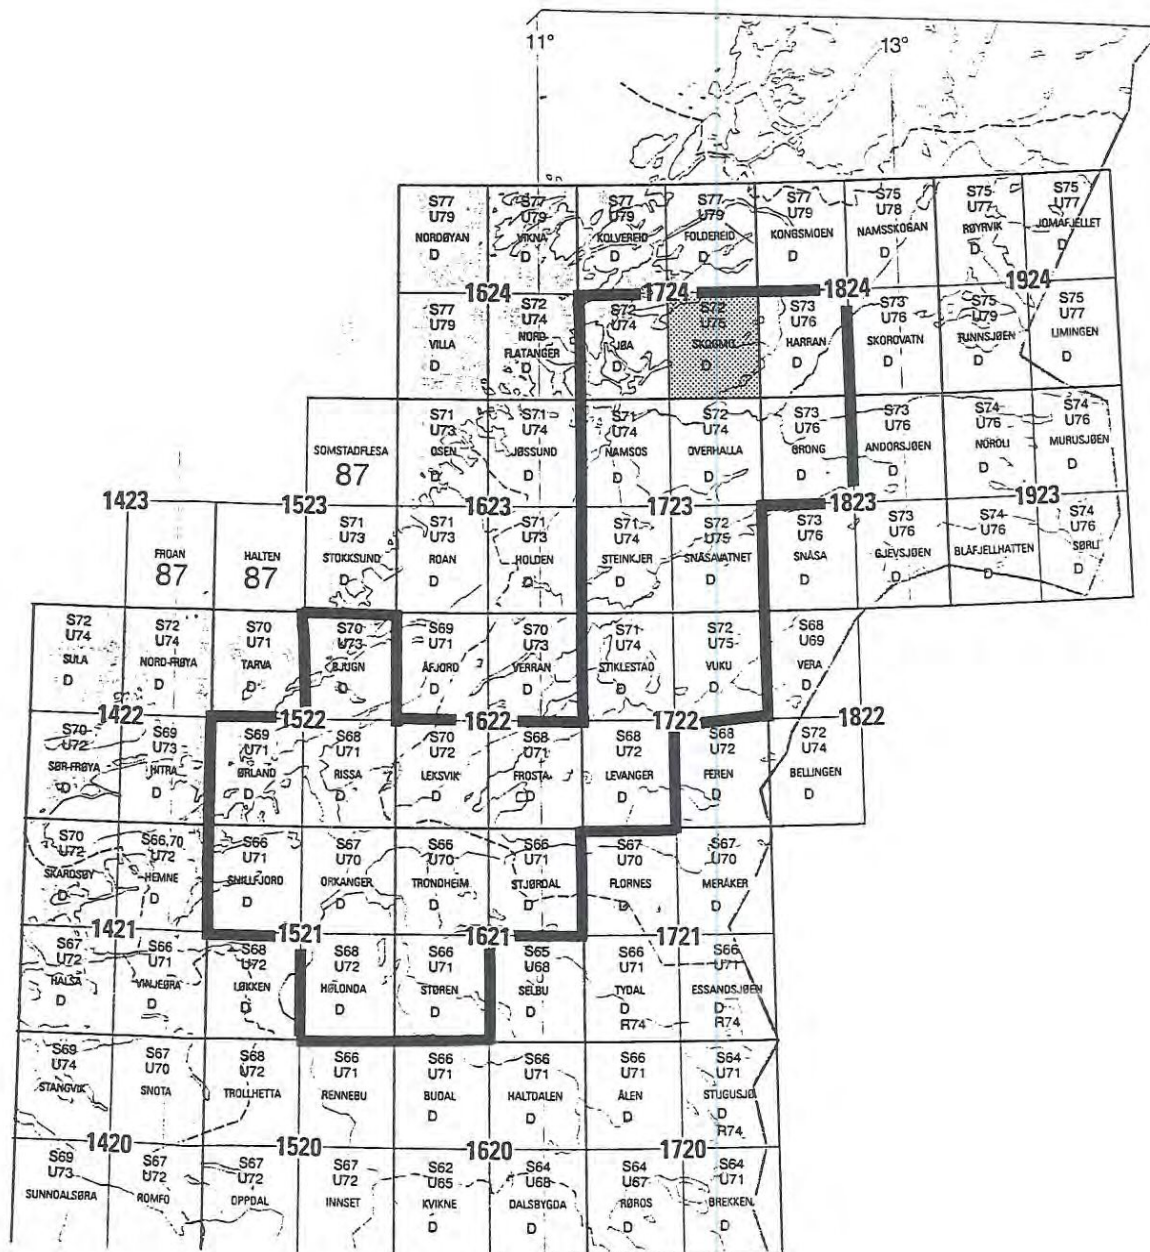 11°
13°
S77 S77 S77 S77 S77 S75 S75 S75
U79 U79 U79 U79 U79 U78 U77 U77
NORDØYAN VIKNA KOLVEREID FOLDEREID KONGSMOEN NAMSSKOGAN RØYRVIK JOMAFJELLET
D D D D D D D D
1624 1724 1824 1924
S77 S72 S72 S72 S73 S73 S75 S75
U79 U74 U74 U75 U76 U76 U79 U77
VILLA NORD FLATANGER JØA SKOGMO HARRAN SKOROVATN TUNNSJØEN LIMINGEN
D D D D D D D D
S71 S71 S71 S72 S73 S73 S74 S74
U73 U74 U74 U74 U76 U76 U76 U76
SOMSTADFLESA OSEN JØSSUND NAMSOS OVERHALLA GRONG ANDORSJØEN NORDLI MURUSJØEN
87 D D D D D D D D
1423 1523 1623 1723 1823 1923
S71 S71 S71 S71 S72 S73 S73 S74 S74
U73 U73 U73 U74 U75 U76 U76 U76 U76
FROAN HALTEN STOKKSUND ROAN HOLDEN STEINKJER SNÅSAVATNET SNÅSA GJEVSJØEN BLÅFJELLHATTEN SØRLI
87 87 D D D D D D D D D
S72 S72 S70 S70 S69 S70 S71 S72 S68
U74 U74 U71 U73 U71 U73 U74 U75 U69
SULA NORD-FRØYA TARVA BJUGN ÅFJORD VERRAN STIKLESTAD VUKU VERA
D D D D D D D D D
1422 1522 1622 1722 1822
S70 S69 S69 S68 S70 S68 S68 S68 S72
U72 U73 U71 U71 U72 U71 U72 U72 U74
SØR-FRØYA HITRA ØRLAND RISSA LEKSVIK FROSTA LEVANGER FEREN BELLINGEN
D D D D D D D D D
S70 S66,70 S66 S67 S66 S66 S67 S67
U72 U72 U71 U70 U70 U71 U70 U70
SKARDSØY HEMNE SNILLFJORD ORKANGER TRONDHEIM STJØRDAL FLORNES MERÅKER
D D D D D D D D
1421 1521 1621 1721
S67 S66 S68 S68 S66 S65 S66 S66
U72 U71 U72 U72 U71 U68 U71 U71
HALSA VINJEØRA LØKKEN HØLONDA STØREN SELBU TYDAL ESSANDSJØEN
D D D D D D D D
R74 R74
S69 S67 S68 S66 S66 S66 S66 S64
U74 U70 U72 U71 U71 U71 U71 U71
STANGVIK SNOTA TROLLHETTA RENNEBU BUDAL HALTDALEN ÅLEN STUGUSJØ
D D D D
R74
1420 1520 1620 1720
S69 S67 S67 S67 S62 S64 S64 S64
U73 U72 U72 U72 U65 U68 U67 U71
SUNNDALSØRA ROMFO OPPDAL INNSET KVIKNE DALSBYGDA RØROS BREKKEN
D D D D